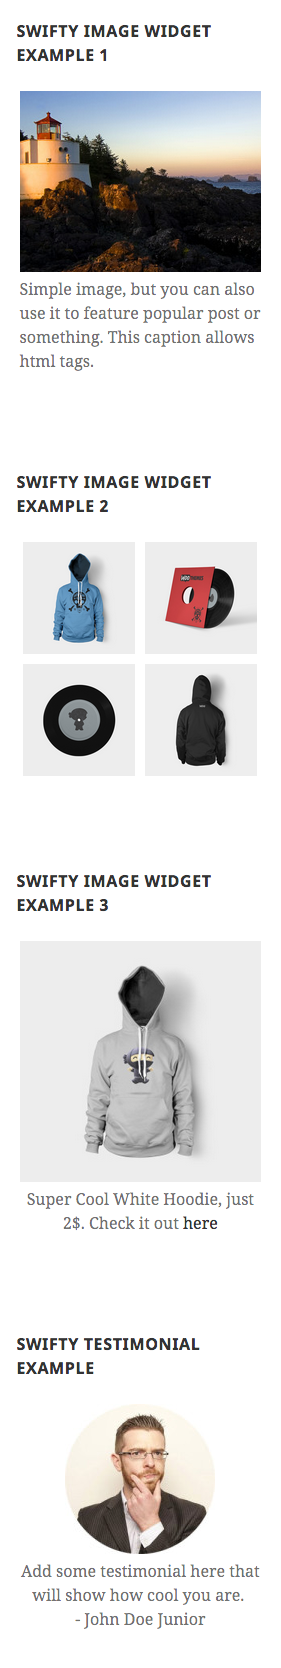 SWIFTY IMAGE WIDGET
EXAMPLE 1
Simple image, but you can also
use it to feature popular post or
something. This caption allows
html tags.
SWIFTY IMAGE WIDGET
EXAMPLE 2
WOO
SWIFTY IMAGE WIDGET
EXAMPLE 3
Super Cool White Hoodie, just
2$. Check it out here
SWIFTY TESTIMONIAL
EXAMPLE
Add some testimonial here that
will show how cool you are.
- John Doe Junior